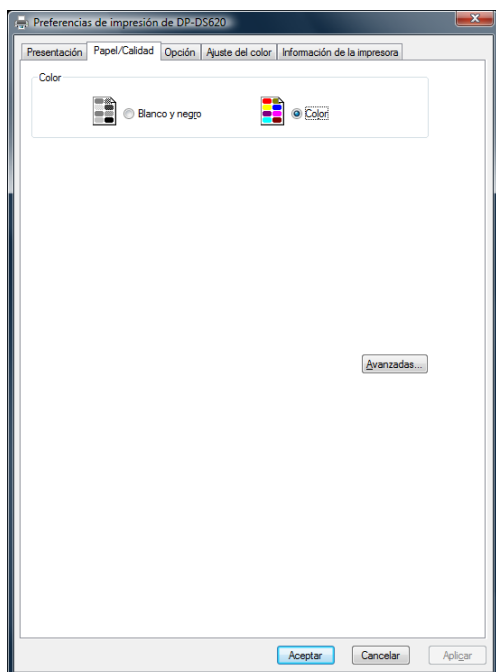 Preferencias de impresión de DP-DS620
Presentación Papel/Calidad Opción Ajuste del color Información de la impresora
Color
Blanco y negro Color
Avanzadas...
Aceptar Cancelar Aplicar